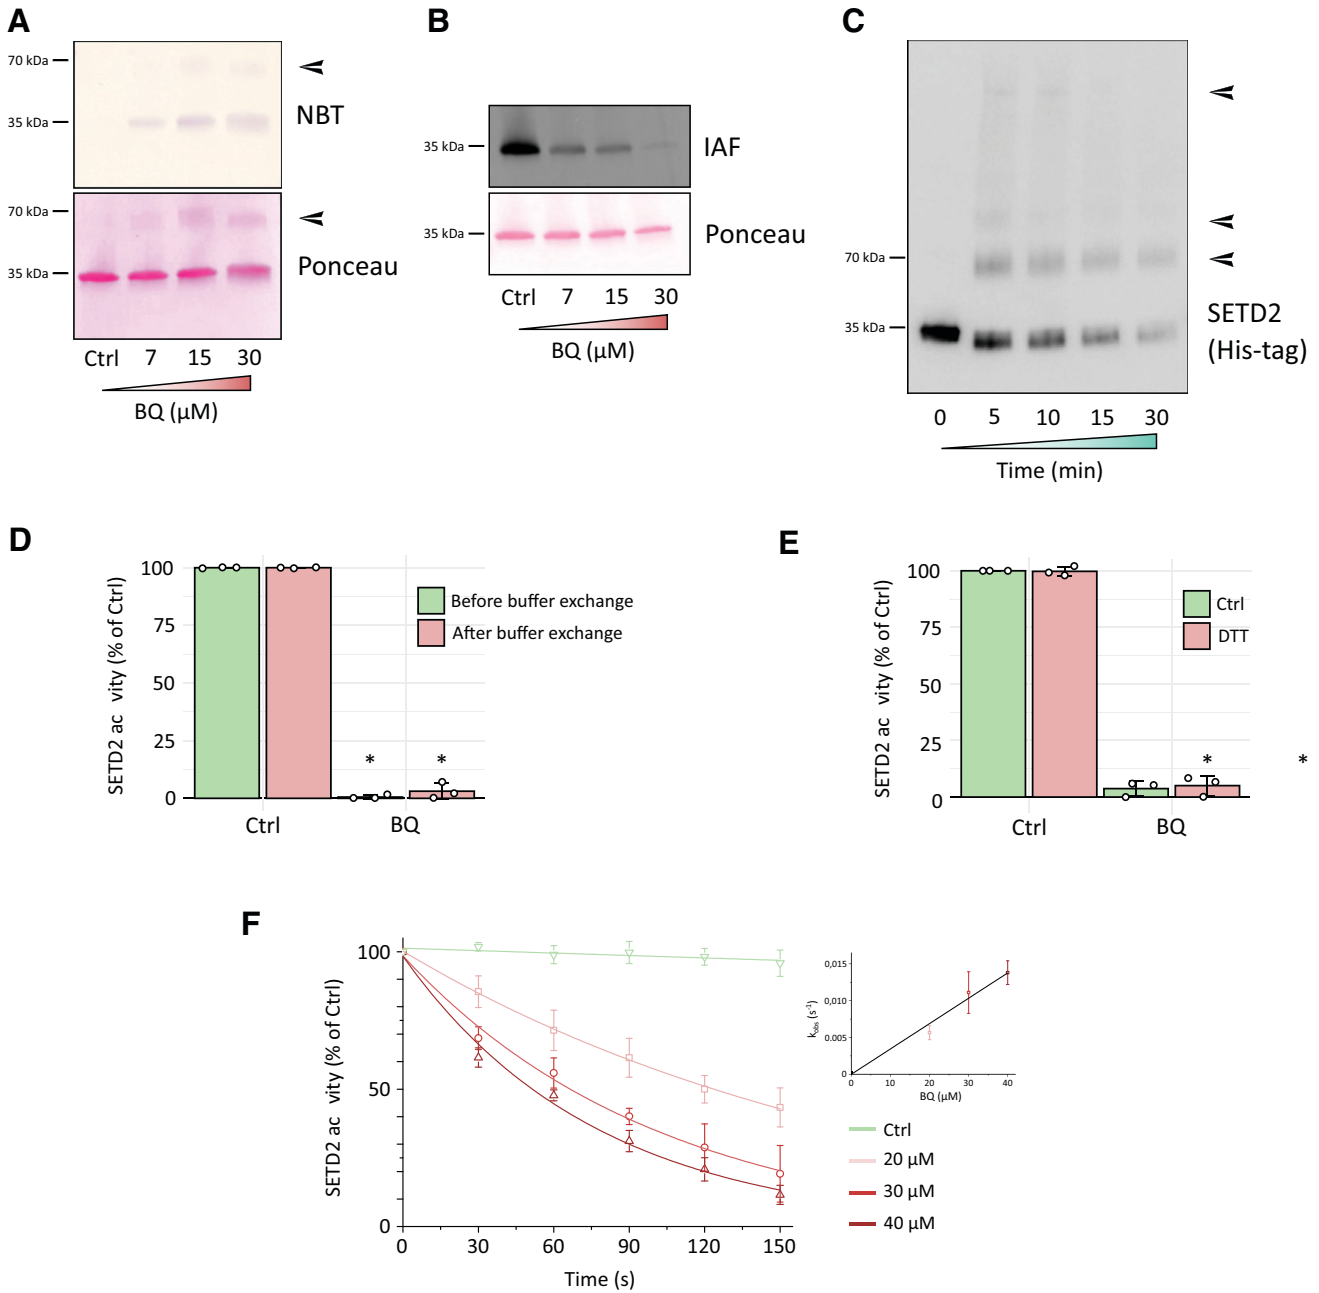 A
70 kDa
35 kDa
NBT
70 kDa
35 kDa
Ponceau
Ctrl 7 15 30
BQ (µM)
B
35 kDa
IAF
35 kDa
Ponceau
Ctrl 7 15 30
BQ (µM)
C
70 kDa
35 kDa
SETD2
(His-tag)
0 5 10 15 30
Time (min)
D
SETD2 ac vity (% of Ctrl)
100
75
50
25
0
Before buffer exchange
After buffer exchange
* *
Ctrl BQ
E
SETD2 ac vity (% of Ctrl)
100
75
50
25
0
Ctrl
DTT
* *
Ctrl BQ
F
SETD2 ac vity (% of Ctrl)
100
50
0
0 30 60 90 120 150
Time (s)
kobs (s-1)
0,015
0,010
0.005
0
0 10 20 30 40
BQ (µM)
Ctrl
20 µM
30 µM
40 µM